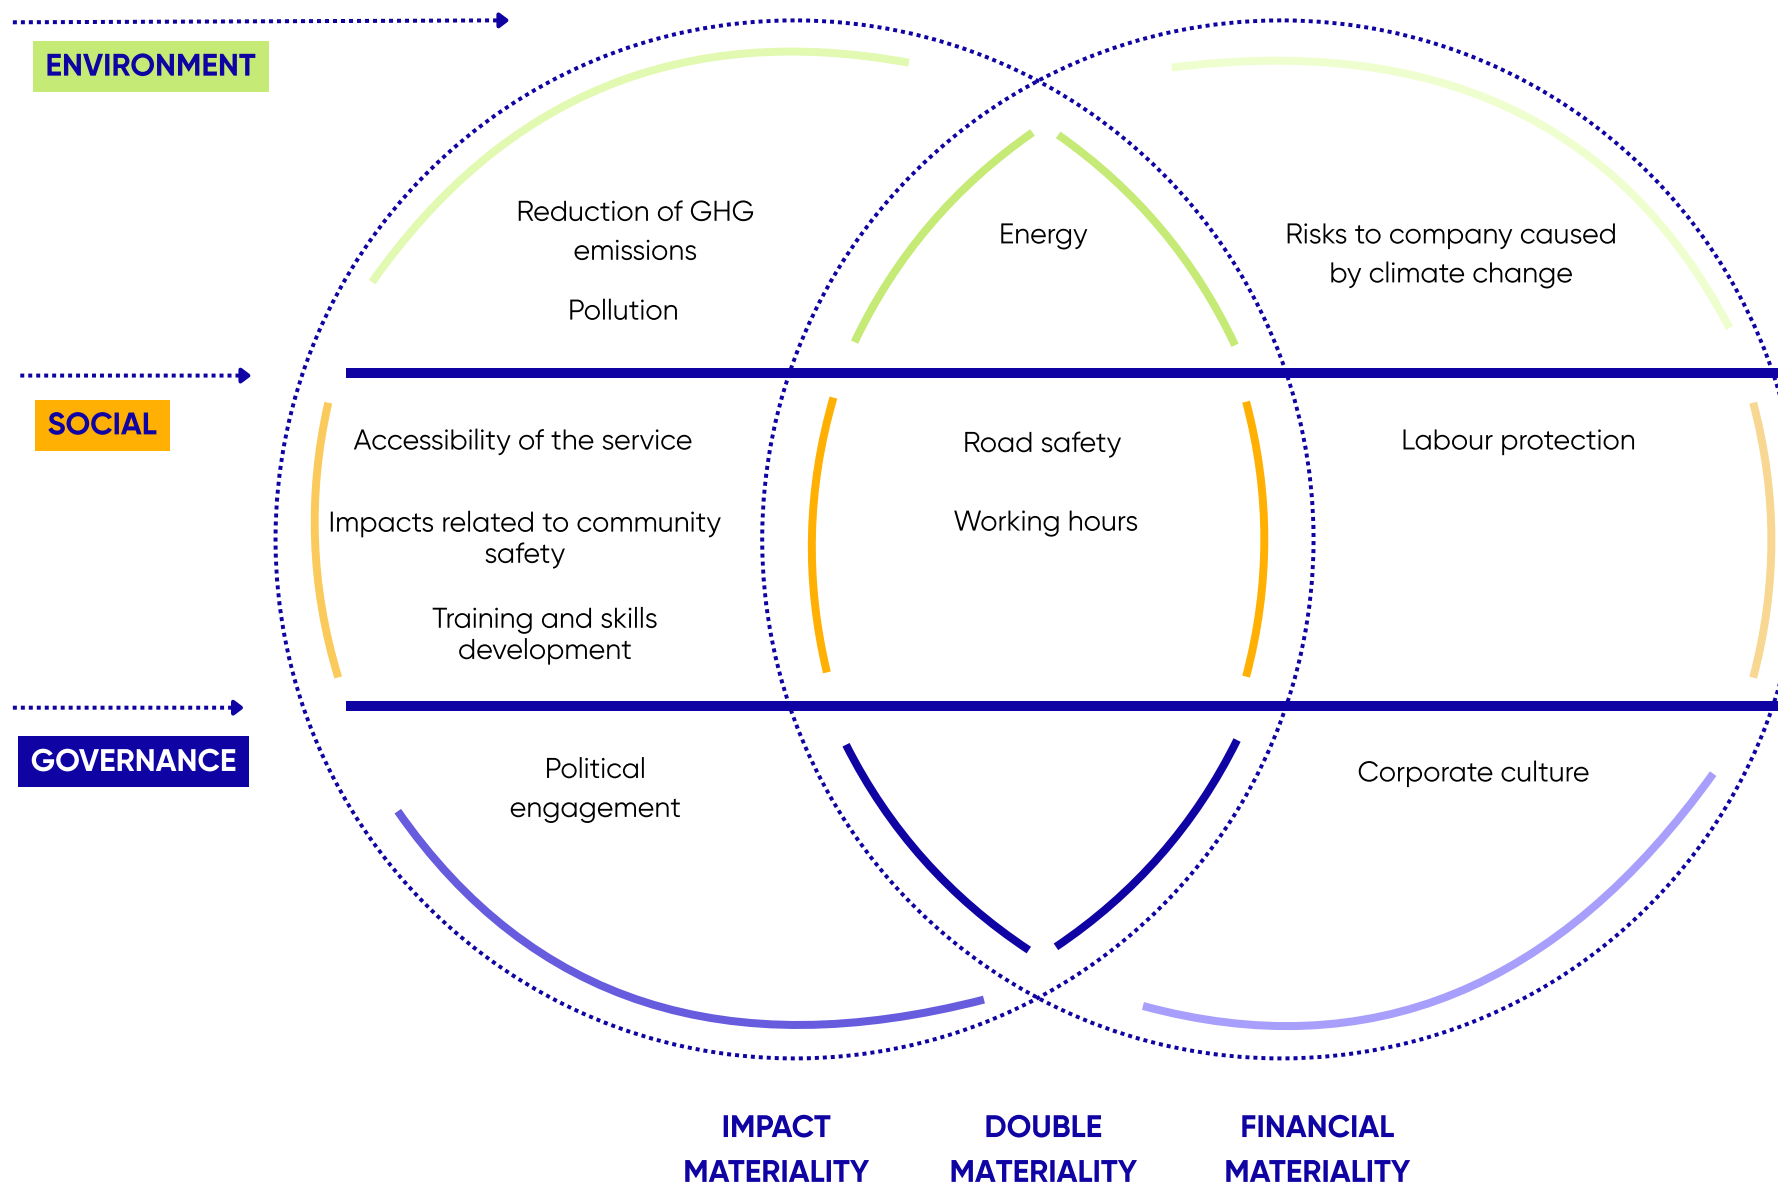 ENVIRONMENT
Reduction of GHG
emissions
Pollution
Energy
Risks to company caused
by climate change
SOCIAL
Accessibility of the service
Impacts related to community
safety
Training and skills
development
Road safety
Working hours
Labour protection
GOVERNANCE
Political
engagement
Corporate culture
IMPACT
MATERIALITY
DOUBLE
MATERIALITY
FINANCIAL
MATERIALITY